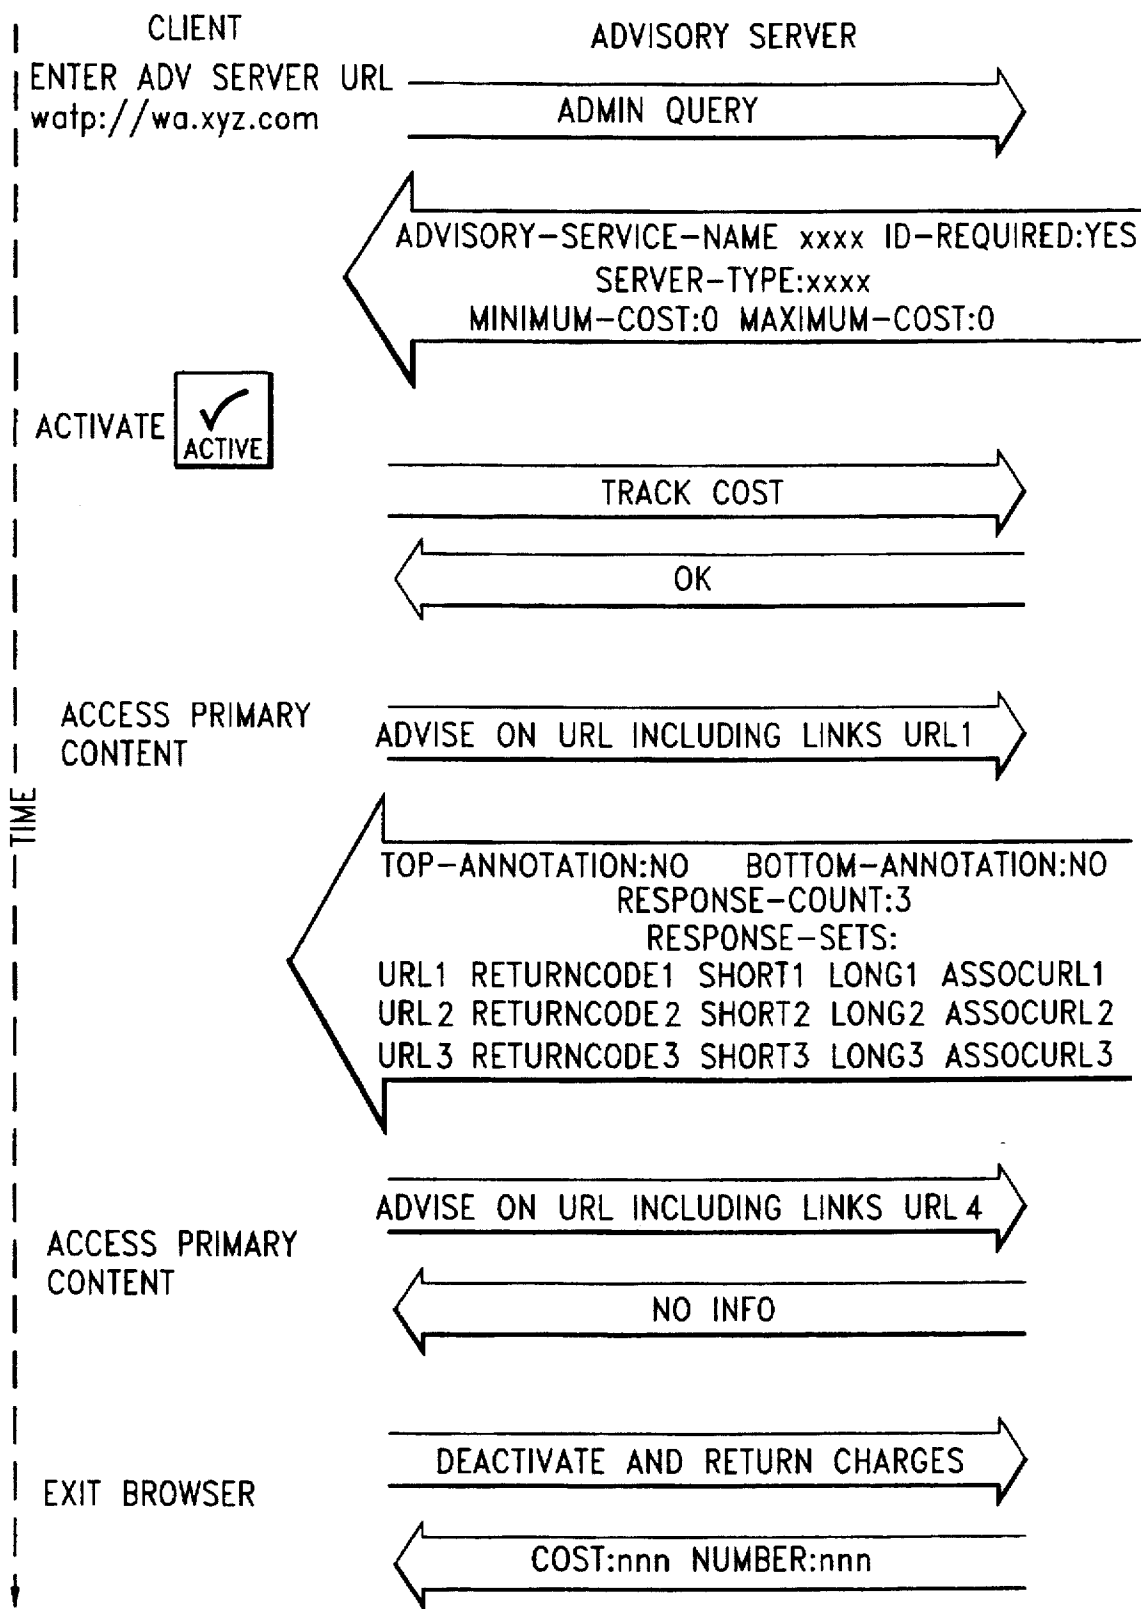 CLIENT
ADVISORY SERVER
ENTER ADV SERVER URL
watp://wa.xyz.com
ADMIN QUERY
ADVISORY-SERVICE-NAME xxxx ID-REQUIRED:YES
SERVER-TYPE:xxxx
MINIMUM-COST:0 MAXIMUM-COST:0
ACTIVATE
ACTIVE
TRACK COST
OK
ACCESS PRIMARY
CONTENT
ADVISE ON URL INCLUDING LINKS URL1
TIME
TOP-ANNOTATION:NO BOTTOM-ANNOTATION:NO
RESPONSE-COUNT:3
RESPONSE-SETS:
URL1 RETURNCODE1 SHORT1 LONG1 ASSOCURL1
URL2 RETURNCODE2 SHORT2 LONG2 ASSOCURL2
URL3 RETURNCODE3 SHORT3 LONG3 ASSOCURL3
ADVISE ON URL INCLUDING LINKS URL4
ACCESS PRIMARY
CONTENT
NO INFO
DEACTIVATE AND RETURN CHARGES
EXIT BROWSER
COST:nnn NUMBER:nnn